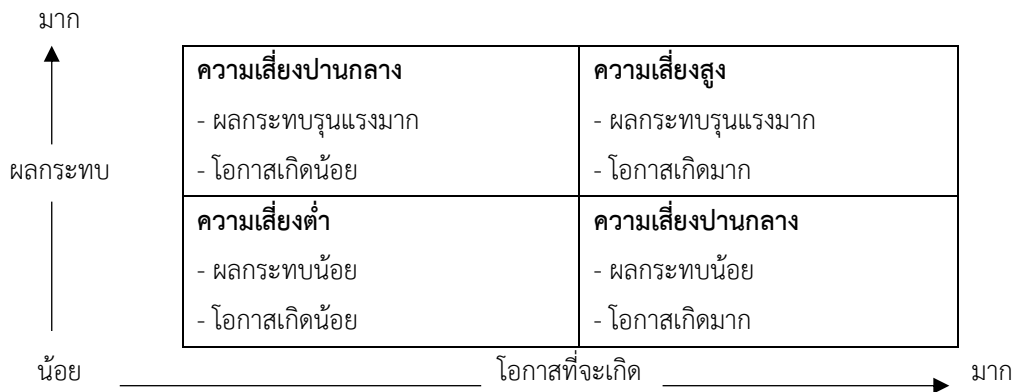 มาก
ความเสี่ยงปานกลาง
- ผลกระทบรุนแรงมาก
- โอกาสเกิดน้อย
ความเสี่ยงสูง
- ผลกระทบรุนแรงมาก
- โอกาสเกิดมาก
ผลกระทบ
ความเสี่ยงต่ำ
- ผลกระทบน้อย
- โอกาสเกิดน้อย
ความเสี่ยงปานกลาง
- ผลกระทบน้อย
- โอกาสเกิดมาก
น้อย
โอกาสที่จะเกิด
มาก